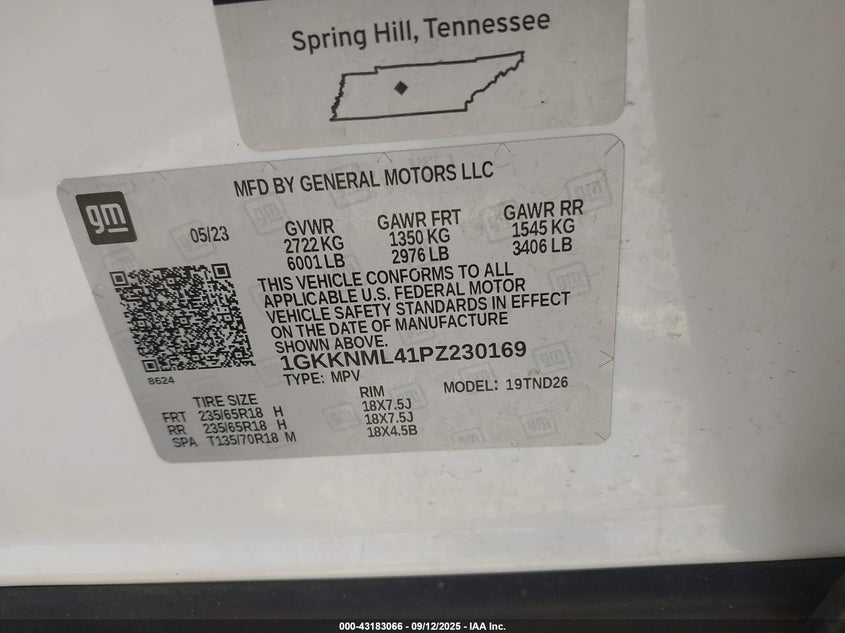 Spring Hill, Tennessee
gm
MFD BY GENERAL MOTORS LLC
05/23
GVWR
2722 KG
6001 LB
GAWR FRT
1350 KG
2976 LB
GAWR RR
1545 KG
3406 LB
THIS VEHICLE CONFORMS TO ALL
APPLICABLE U.S. FEDERAL MOTOR
VEHICLE SAFETY STANDARDS IN EFFECT
ON THE DATE OF MANUFACTURE
SHOWN ABOVE.
1GKKNML41PZ230169
8624
TYPE: MPV
MODEL: 19TND26
TIRE SIZE
RIM
FRT 235/65R18 H 18X7.5J
RR 235/65R18 H 18X7.5J
SPA T135/70R18 M 18X4.5B
000-43183066 - 09/12/2025 - IAA Inc.